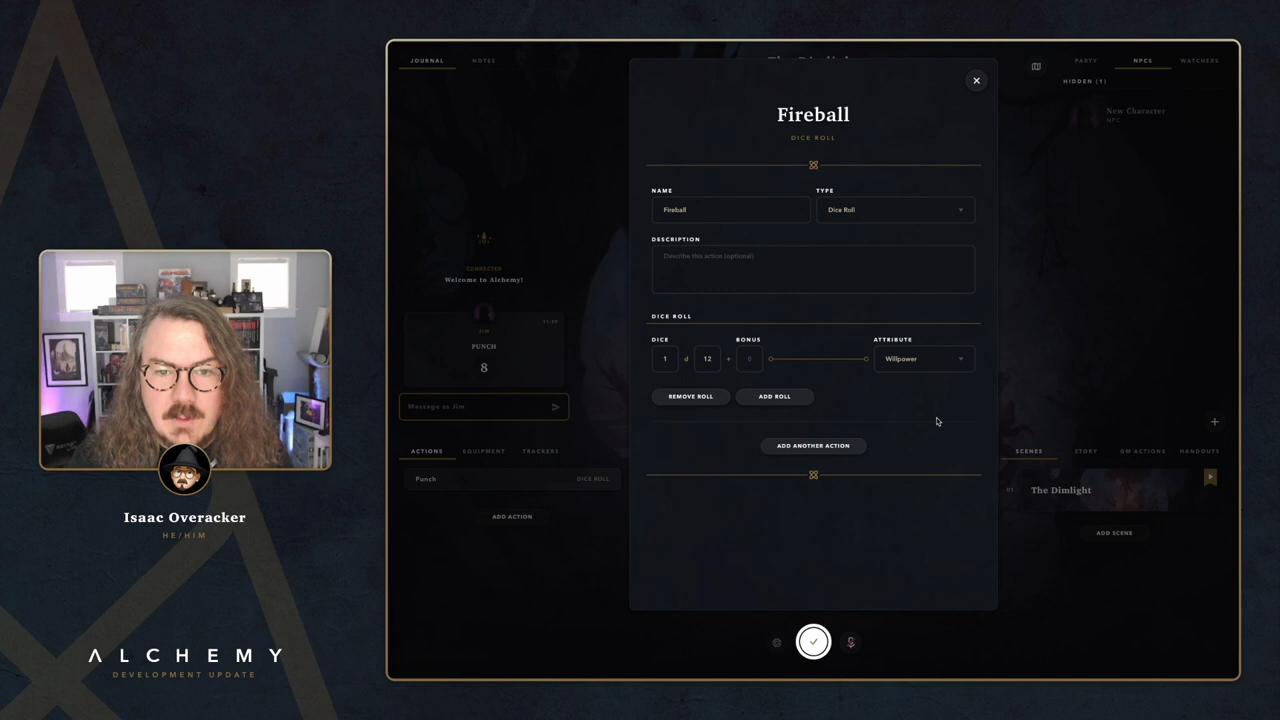 JOURNAL
NOTES
PARTY
NPCS
WATCHERS
HIDDEN (1)
New Character
NPC
Fireball
DICE ROLL
NAME
TYPE
Fireball
Dice Roll
DESCRIPTION
Describe this action (optional)
DICE ROLL
DICE
BONUS
ATTRIBUTE
1 d 12 + 0
Willpower
REMOVE ROLL
ADD ROLL
ADD ANOTHER ACTION
CONNECTED
Welcome to Alchemy!
JIM
PUNCH
8
Message as Jim
ACTIONS
EQUIPMENT
TRACKERS
Punch
DICE ROLL
ADD ACTION
SCENES
STORY
GM ACTIONS
HANDOUTS
01
The Dimlight
ADD SCENE
Isaac Overacker
HE/HIM
ALCHEMY
DEVELOPMENT UPDATE